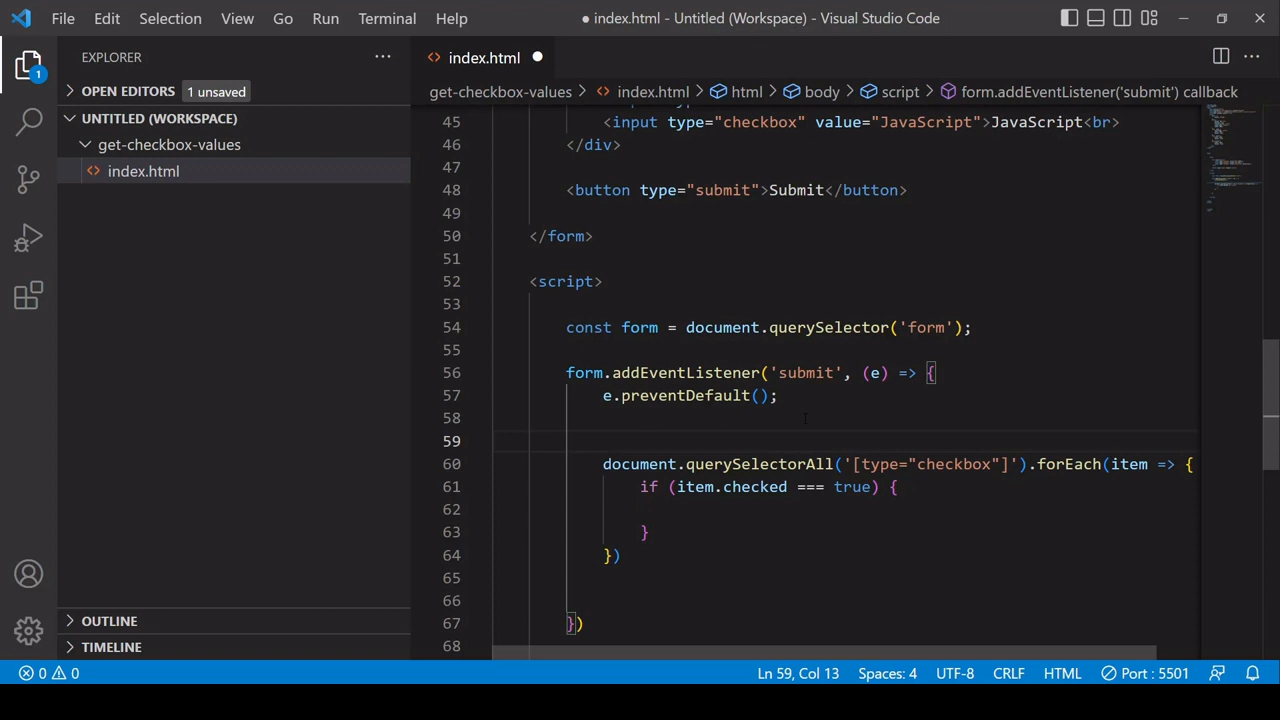 File Edit Selection View Go Run Terminal Help ● index.html - Untitled (Workspace) - Visual Studio Code
EXPLORER
index.html
1
OPEN EDITORS 1 unsaved
get-checkbox-values > index.html > html > body > script > form.addEventListener('submit') callback
UNTITLED (WORKSPACE)
get-checkbox-values
index.html
45 <input type="checkbox" value="JavaScript">JavaScript<br>
46 </div>
47
48 <button type="submit">Submit</button>
49
50 </form>
51
52 <script>
53
54 const form = document.querySelector('form');
55
56 form.addEventListener('submit', (e) => {
57 e.preventDefault();
58
59
60 document.querySelectorAll('[type="checkbox"]').forEach(item => {
61 if (item.checked === true) {
62
63 }
64 })
65
66
67 })
68
OUTLINE
TIMELINE
0 0 Ln 59, Col 13 Spaces: 4 UTF-8 CRLF HTML Port : 5501